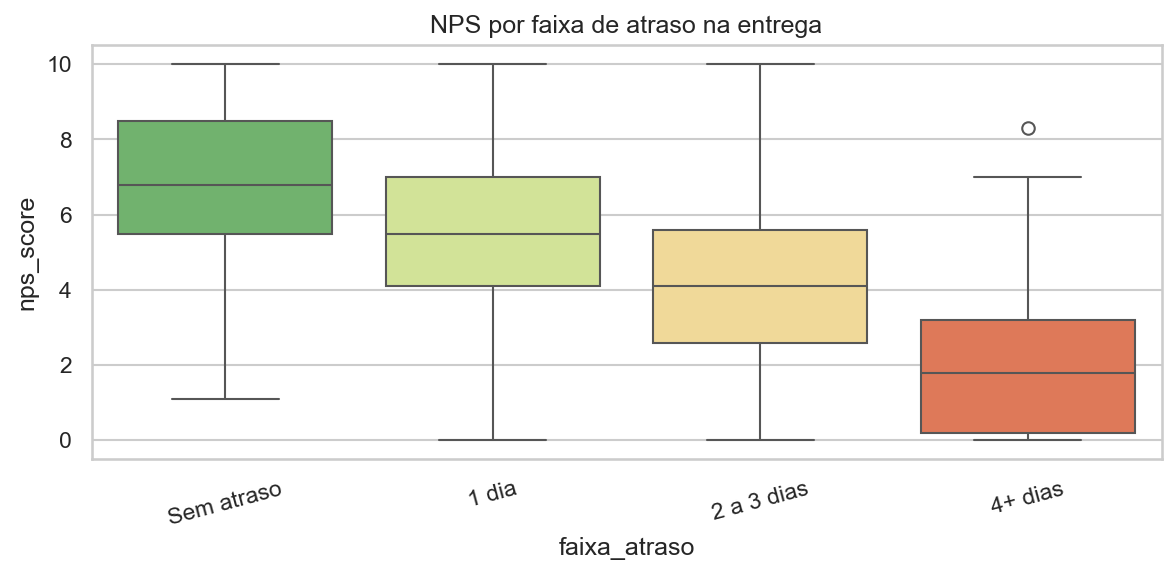 NPS por faixa de atraso na entrega
nps_score
10
8
6
4
2
0
Sem atraso
1 dia
2 a 3 dias
4+ dias
faixa_atraso